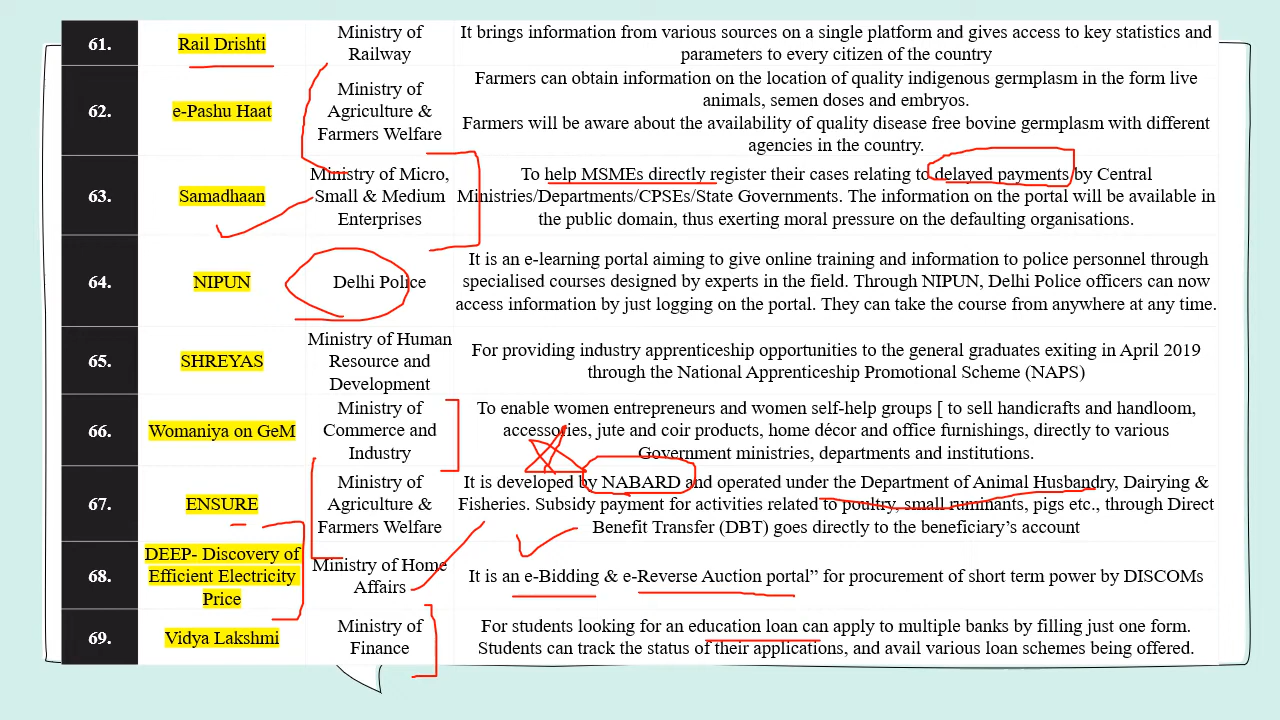 61.
Rail Drishti
Ministry of
Railway
It brings information from various sources on a single platform and gives access to key statistics and
parameters to every citizen of the country
62.
e-Pashu Haat
Ministry of
Agriculture &
Farmers Welfare
Farmers can obtain information on the location of quality indigenous germplasm in the form live
animals, semen doses and embryos.
Farmers will be aware about the availability of quality disease free bovine germplasm with different
agencies in the country.
63.
Samadhaan
Ministry of Micro,
Small & Medium
Enterprises
To help MSMEs directly register their cases relating to delayed payments by Central
Ministries/Departments/CPSEs/State Governments. The information on the portal will be available in
the public domain, thus exerting moral pressure on the defaulting organisations.
64.
NIPUN
Delhi Police
It is an e-learning portal aiming to give online training and information to police personnel through
specialised courses designed by experts in the field. Through NIPUN, Delhi Police officers can now
access information by just logging on the portal. They can take the course from anywhere at any time.
65.
SHREYAS
Ministry of Human
Resource and
Development
For providing industry apprenticeship opportunities to the general graduates exiting in April 2019
through the National Apprenticeship Promotional Scheme (NAPS)
66.
Womaniya on GeM
Ministry of
Commerce and
Industry
To enable women entrepreneurs and women self-help groups [ to sell handicrafts and handloom,
accessories, jute and coir products, home décor and office furnishings, directly to various
Government ministries, departments and institutions.
67.
ENSURE
Ministry of
Agriculture &
Farmers Welfare
It is developed by NABARD and operated under the Department of Animal Husbandry, Dairying &
Fisheries. Subsidy payment for activities related to poultry, small ruminants, pigs etc., through Direct
Benefit Transfer (DBT) goes directly to the beneficiary’s account
68.
DEEP- Discovery of
Efficient Electricity
Price
Ministry of Home
Affairs
It is an e-Bidding & e-Reverse Auction portal” for procurement of short term power by DISCOMs
69.
Vidya Lakshmi
Ministry of
Finance
For students looking for an education loan can apply to multiple banks by filling just one form.
Students can track the status of their applications, and avail various loan schemes being offered.